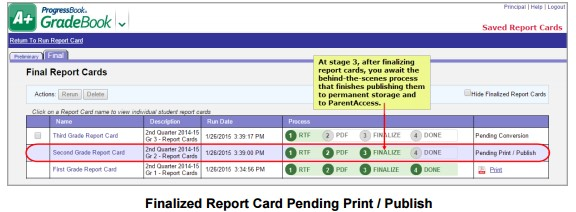 Principal | Help | Logout
A+ ProgressBook®
GradeBook
Saved Report Cards
Return To Run Report Card
Preliminary Final
Final Report Cards
At stage 3, after finalizing
report cards, you await the
behind-the-scenes process
that finishes publishing them
to permanent storage and
to ParentAccess.
Actions: Rerun Delete
Hide Finalized Report Cards
Click on a Report Card name to view individual student report cards
Name Description Run Date Process
Third Grade Report Card 2nd Quarter 2014-15 Gr 3 - Report Cards 1/26/2015 3:39:17 PM 1 RTF 2 PDF 3 FINALIZE 4 DONE Pending Conversion
Second Grade Report Card 2nd Quarter 2014-15 Gr 2 - Report Cards 1/26/2015 3:39:00 PM 1 RTF 2 PDF 3 FINALIZE 4 DONE Pending Print / Publish
First Grade Report Card 2nd Quarter 2014-15 Gr 1 - Report Cards 1/26/2015 3:34:56 PM 1 RTF 2 PDF 3 FINALIZE 4 DONE Print
Finalized Report Card Pending Print / Publish